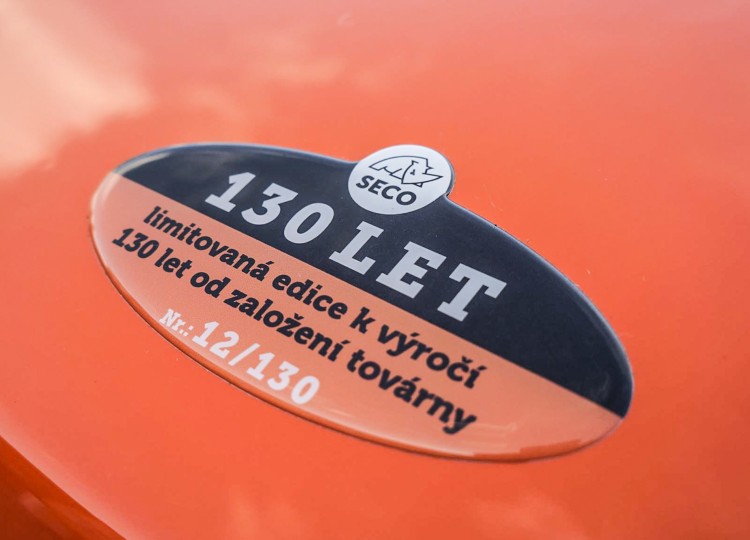 SECO
130 LET
limitovaná edice k výročí
130 let od založení továrny
Nr.: 12/130